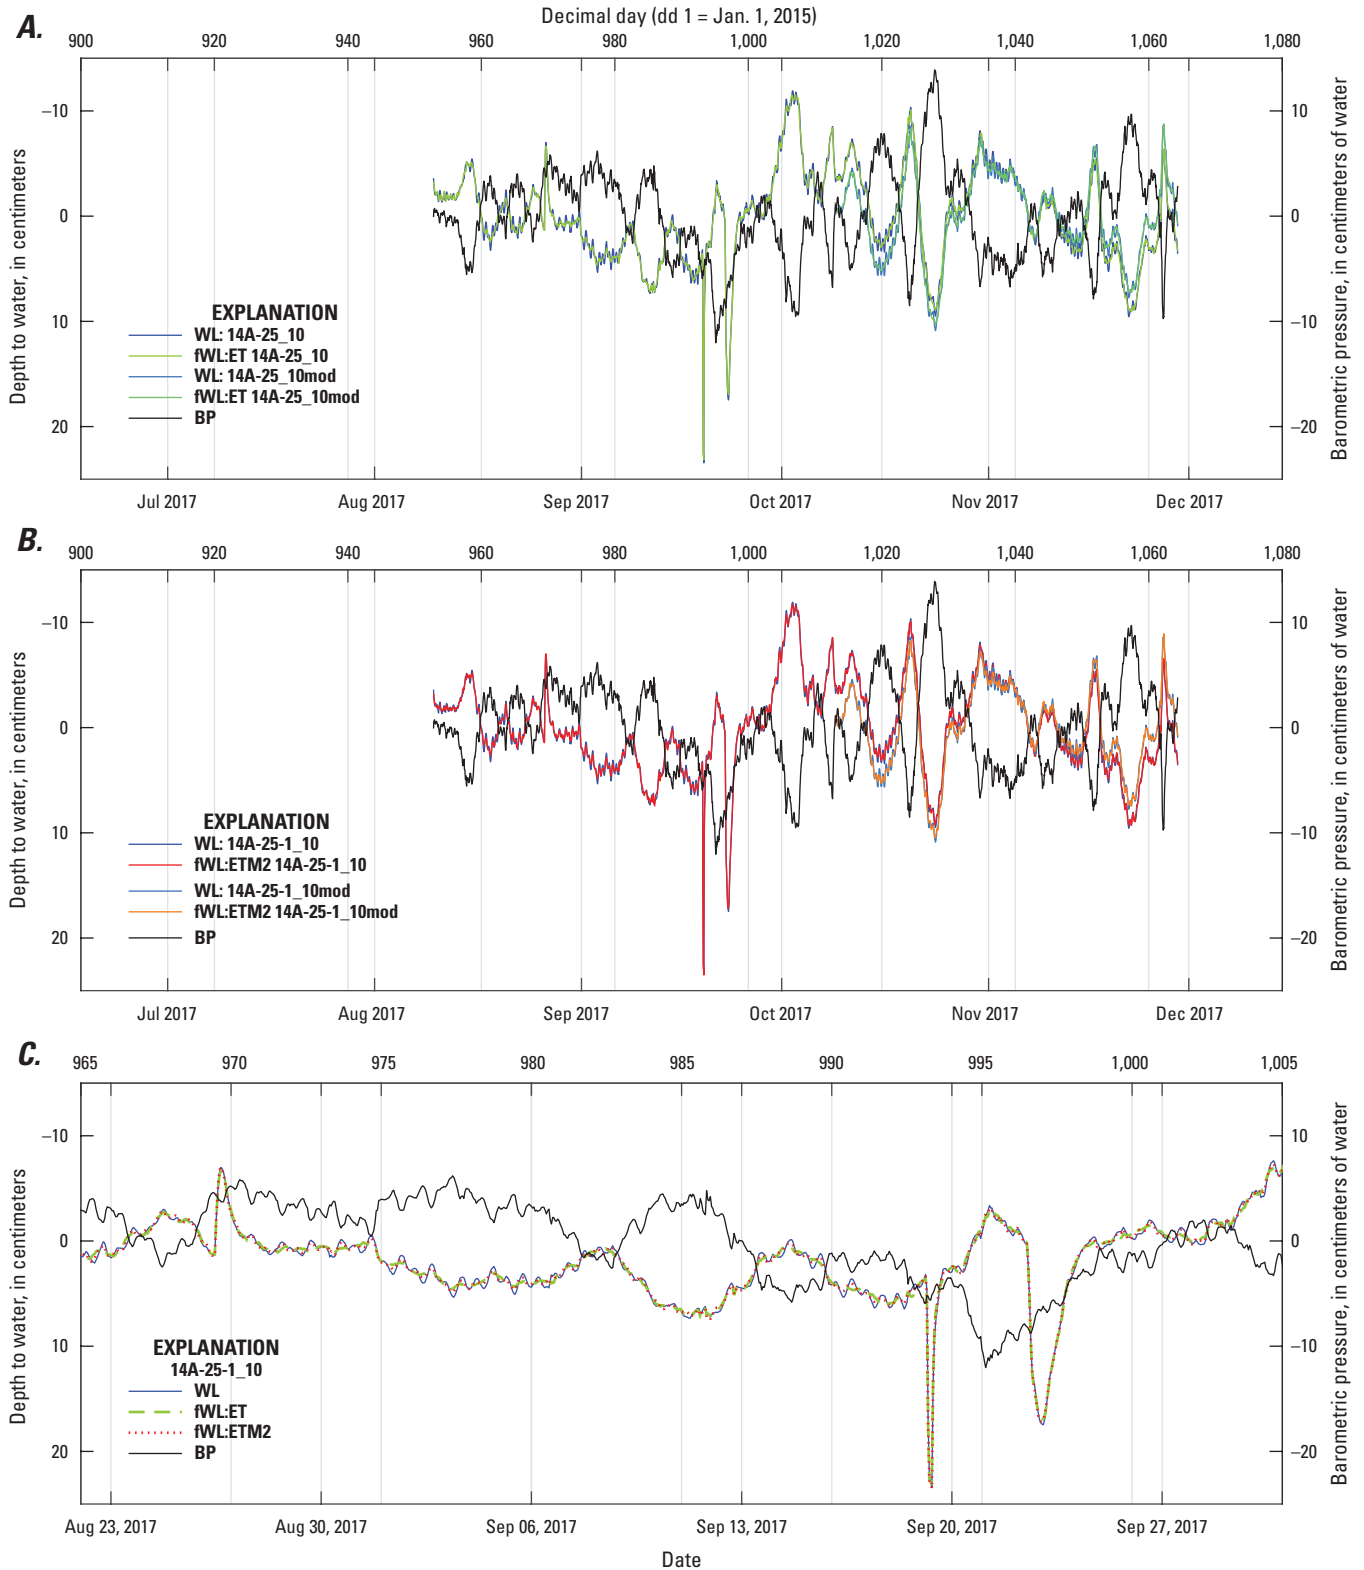 A.
Decimal day (dd 1 = Jan. 1, 2015)
900 920 940 960 980 1,000 1,020 1,040 1,060 1,080
Depth to water, in centimeters
–10 0 10 20
Barometric pressure, in centimeters of water
10 0 –10 –20
EXPLANATION
WL: 14A-25_10
fWL:ET 14A-25_10
WL: 14A-25_10mod
fWL:ET 14A-25_10mod
BP
Jul 2017 Aug 2017 Sep 2017 Oct 2017 Nov 2017 Dec 2017
B.
900 920 940 960 980 1,000 1,020 1,040 1,060 1,080
Depth to water, in centimeters
–10 0 10 20
Barometric pressure, in centimeters of water
10 0 –10 –20
EXPLANATION
WL: 14A-25-1_10
fWL:ETM2 14A-25-1_10
WL: 14A-25-1_10mod
fWL:ETM2 14A-25-1_10mod
BP
Jul 2017 Aug 2017 Sep 2017 Oct 2017 Nov 2017 Dec 2017
C.
965 970 975 980 985 990 995 1,000 1,005
Depth to water, in centimeters
–10 0 10 20
Barometric pressure, in centimeters of water
10 0 –10 –20
EXPLANATION
14A-25-1_10
WL
fWL:ET
fWL:ETM2
BP
Aug 23, 2017 Aug 30, 2017 Sep 06, 2017 Sep 13, 2017 Sep 20, 2017 Sep 27, 2017
Date